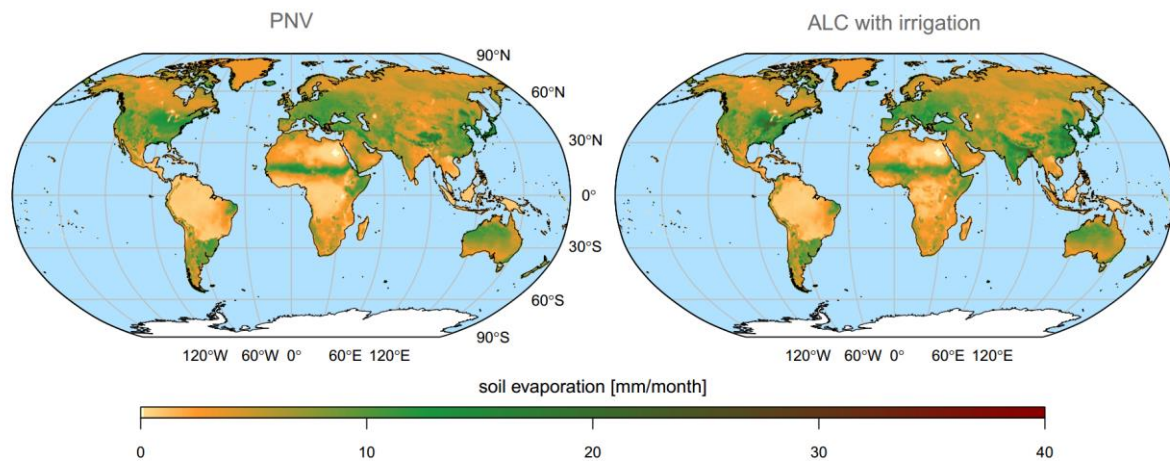 PNV
ALC with irrigation
90°N
60°N
30°N
0°
30°S
60°S
90°S
120°W 60°W 0° 60°E 120°E
120°W 60°W 0° 60°E 120°E
soil evaporation [mm/month]
0 10 20 30 40